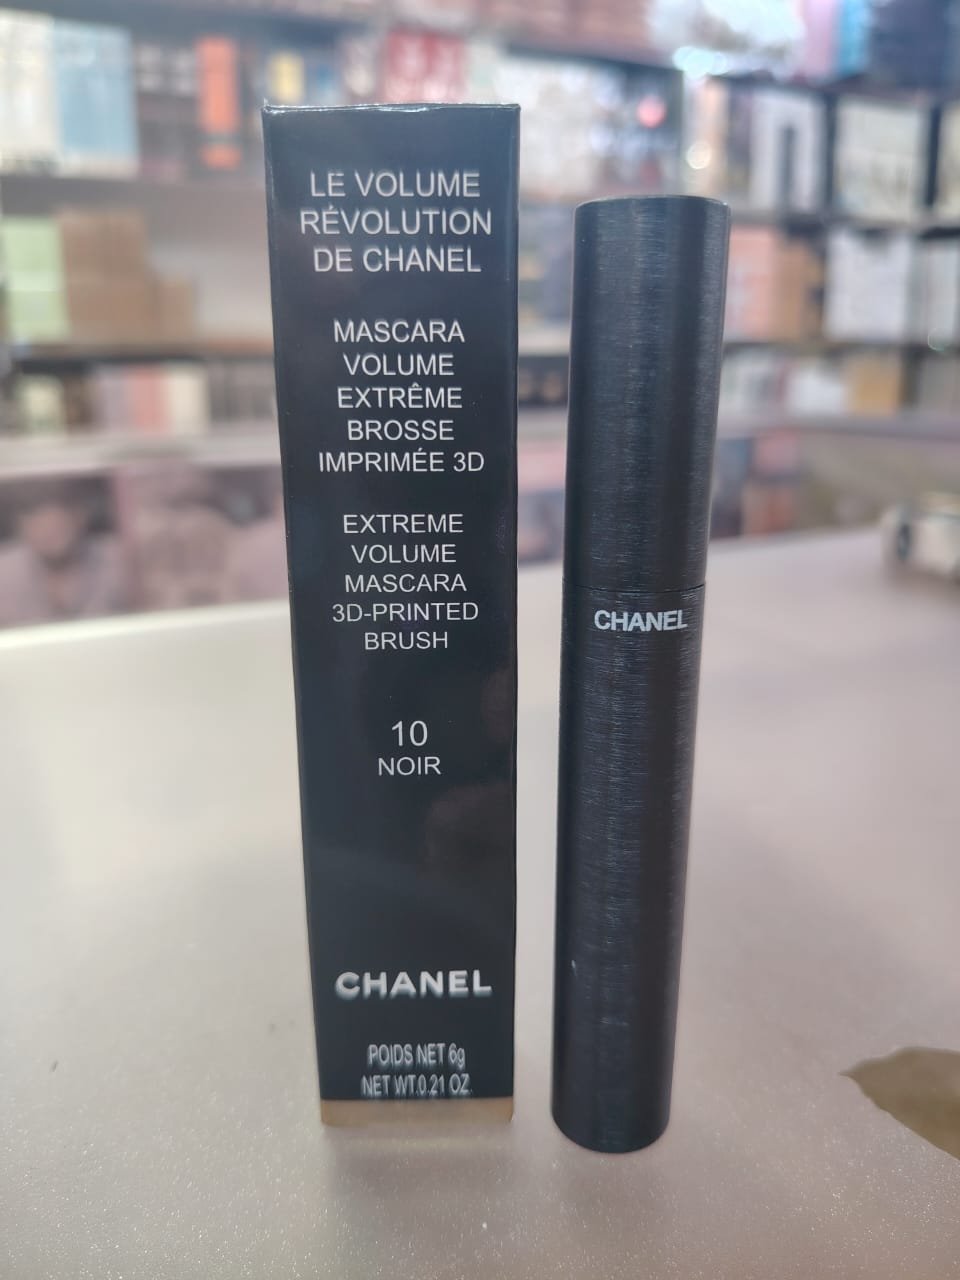 LE VOLUME
RÉVOLUTION
DE CHANEL
MASCARA
VOLUME
EXTRÊME
BROSSE
IMPRIMÉE 3D
EXTREME
VOLUME
MASCARA
3D-PRINTED
BRUSH
10
NOIR
CHANEL
POIDS NET 6g
NET WT.0.21 OZ.
CHANEL